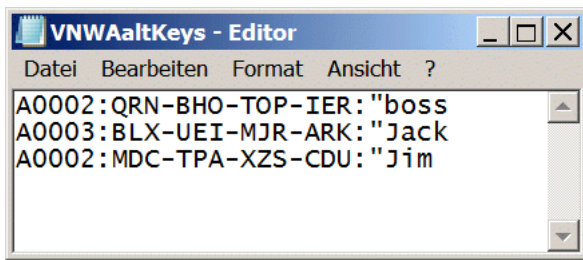 VNWAaltKeys - Editor
Datei Bearbeiten Format Ansicht ?
A0002:QRN-BHO-TOP-IER:"boss
A0003:BLX-UEI-MJR-ARK:"Jack
A0002:MDC-TPA-XZS-CDU:"Jim